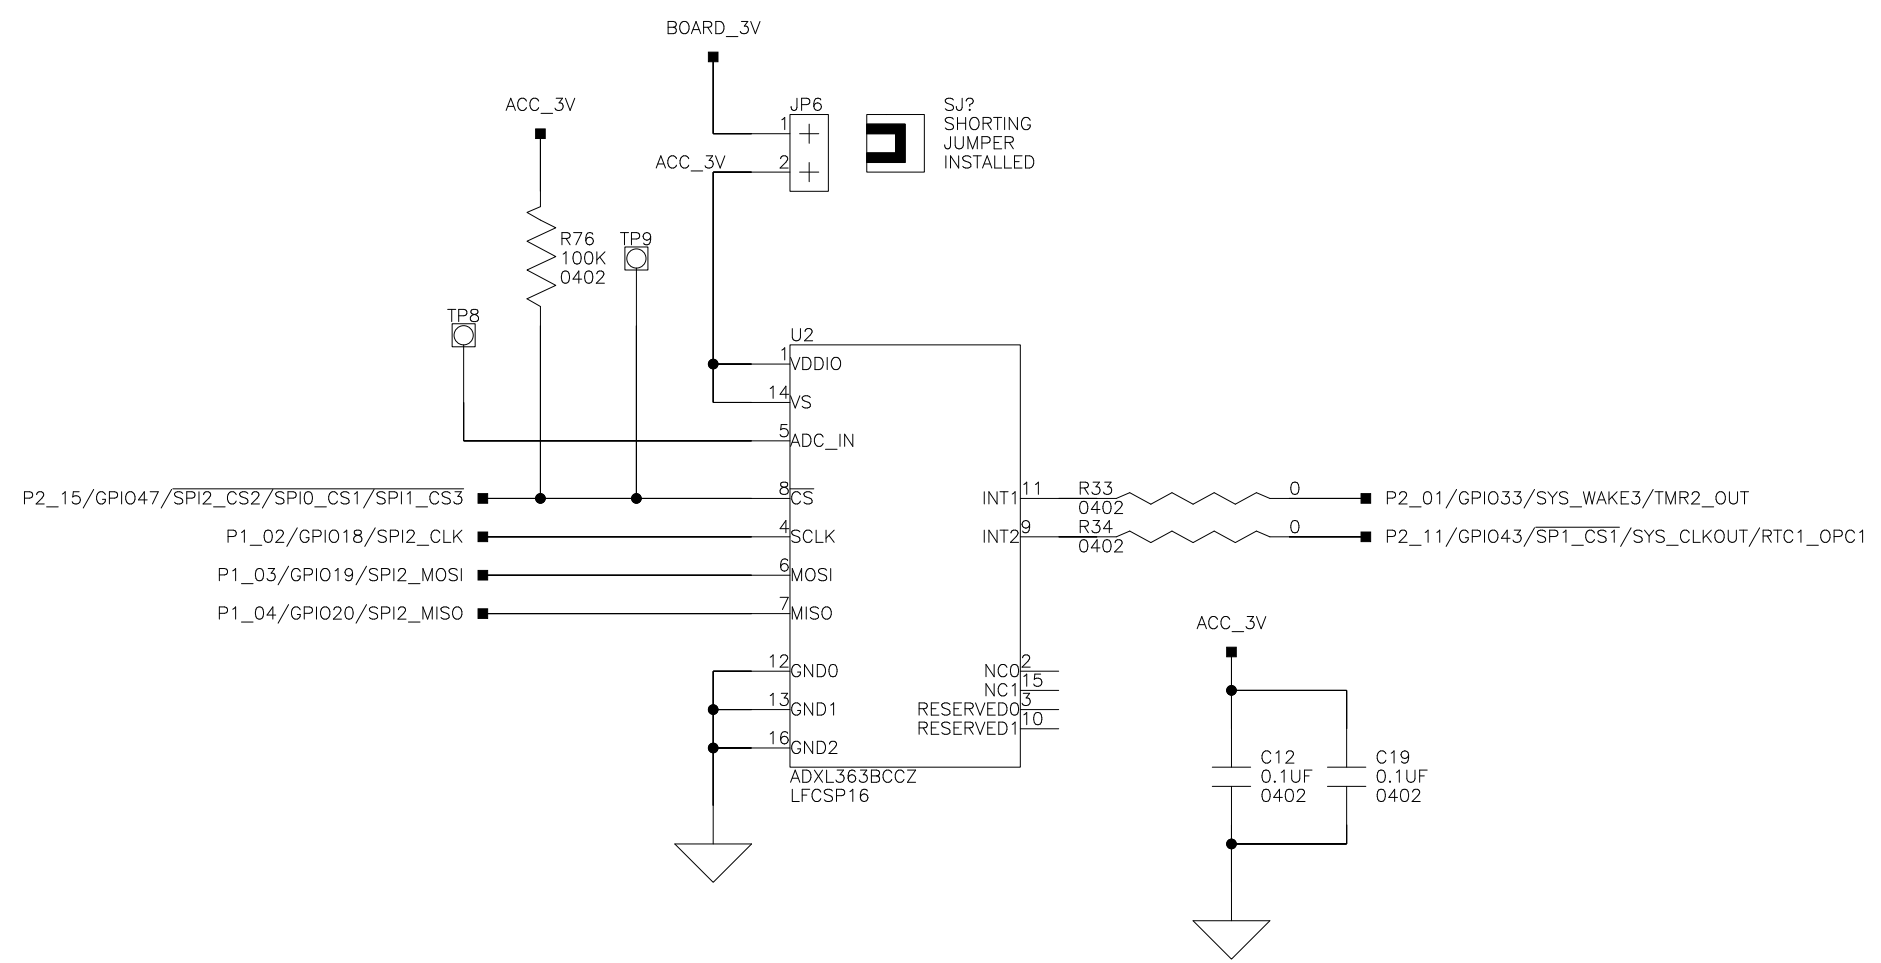 BOARD_3V
ACC_3V
JP6
1
2
ACC_3V
SJ?
SHORTING
JUMPER
INSTALLED
R76
100K
0402
TP9
TP8
U2
1
VDDIO
14
VS
5
ADC_IN
P2_15/GPIO47/SPI2_CS2/SPI0_CS1/SPI1_CS3
8
CS
P1_02/GPIO18/SPI2_CLK
4
SCLK
P1_03/GPIO19/SPI2_MOSI
6
MOSI
P1_04/GPIO20/SPI2_MISO
7
MISO
12
GND0
13
GND1
16
GND2
INT1
11
R33
0402
0
P2_01/GPIO33/SYS_WAKE3/TMR2_OUT
INT2
9
R34
0402
0
P2_11/GPIO43/SP1_CS1/SYS_CLKOUT/RTC1_OPC1
NC0
2
NC1
15
RESERVED0
3
RESERVED1
10
ADXL363BCCZ
LFCSP16
ACC_3V
C12
0.1UF
0402
C19
0.1UF
0402